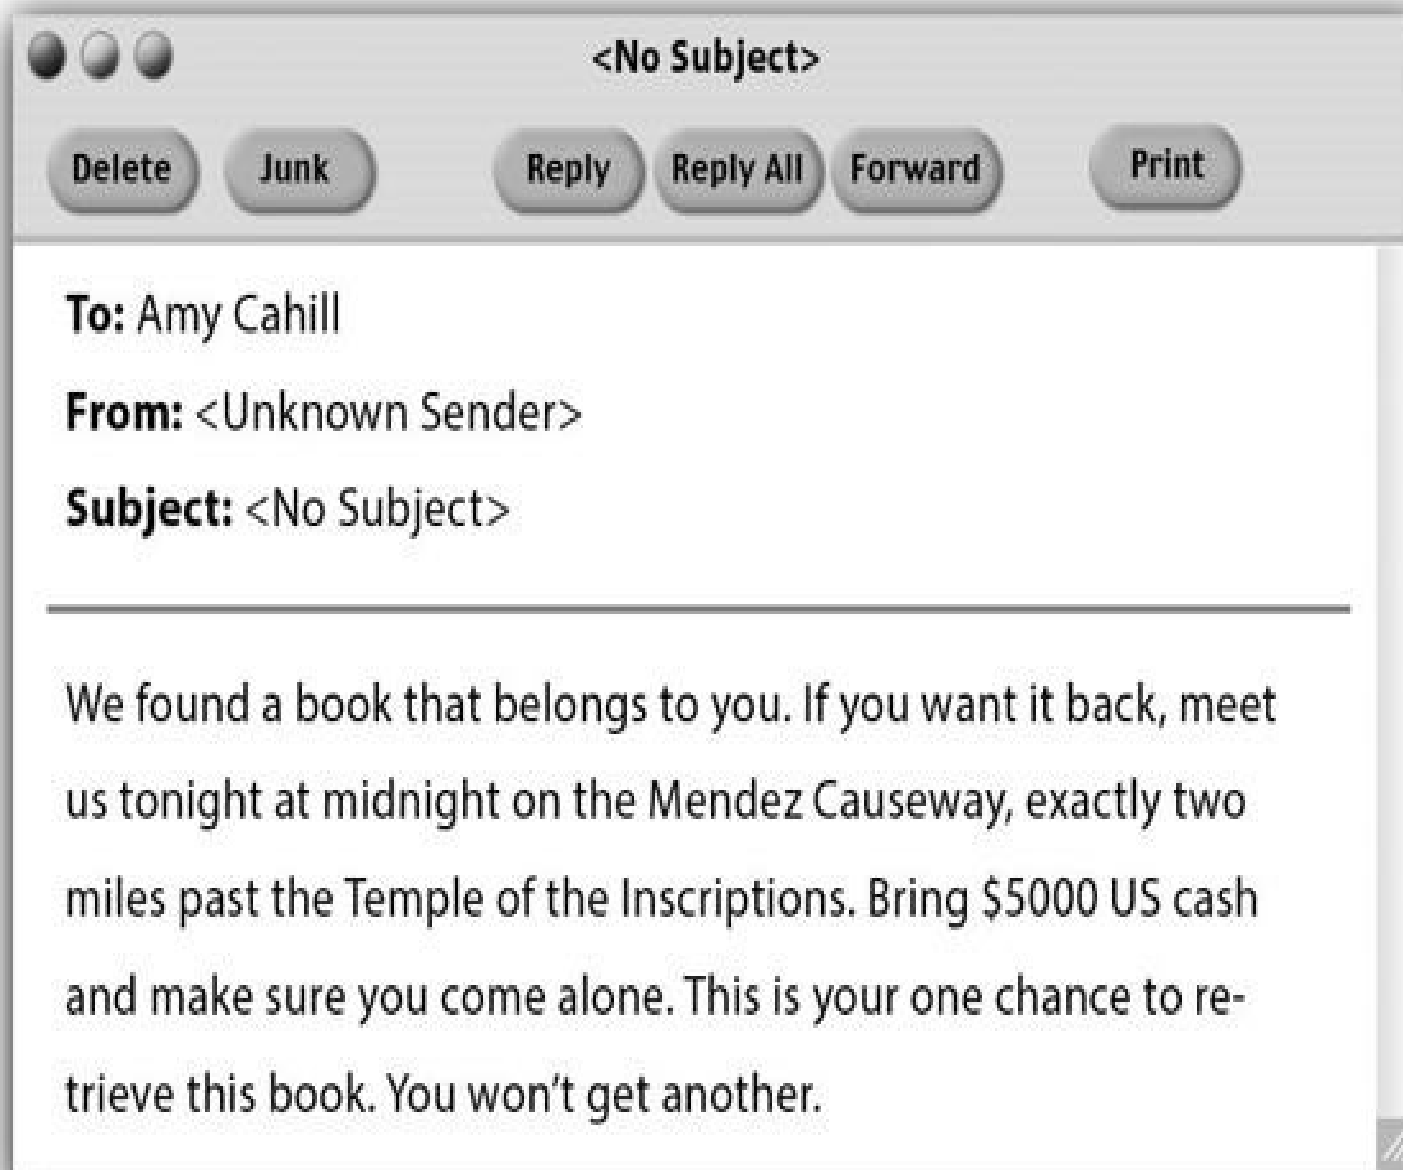 <No Subject>
Delete Junk Reply Reply All Forward Print
To: Amy Cahill
From: <Unknown Sender>
Subject: <No Subject>
We found a book that belongs to you. If you want it back, meet
us tonight at midnight on the Mendez Causeway, exactly two
miles past the Temple of the Inscriptions. Bring $5000 US cash
and make sure you come alone. This is your one chance to re-
trieve this book. You won't get another.